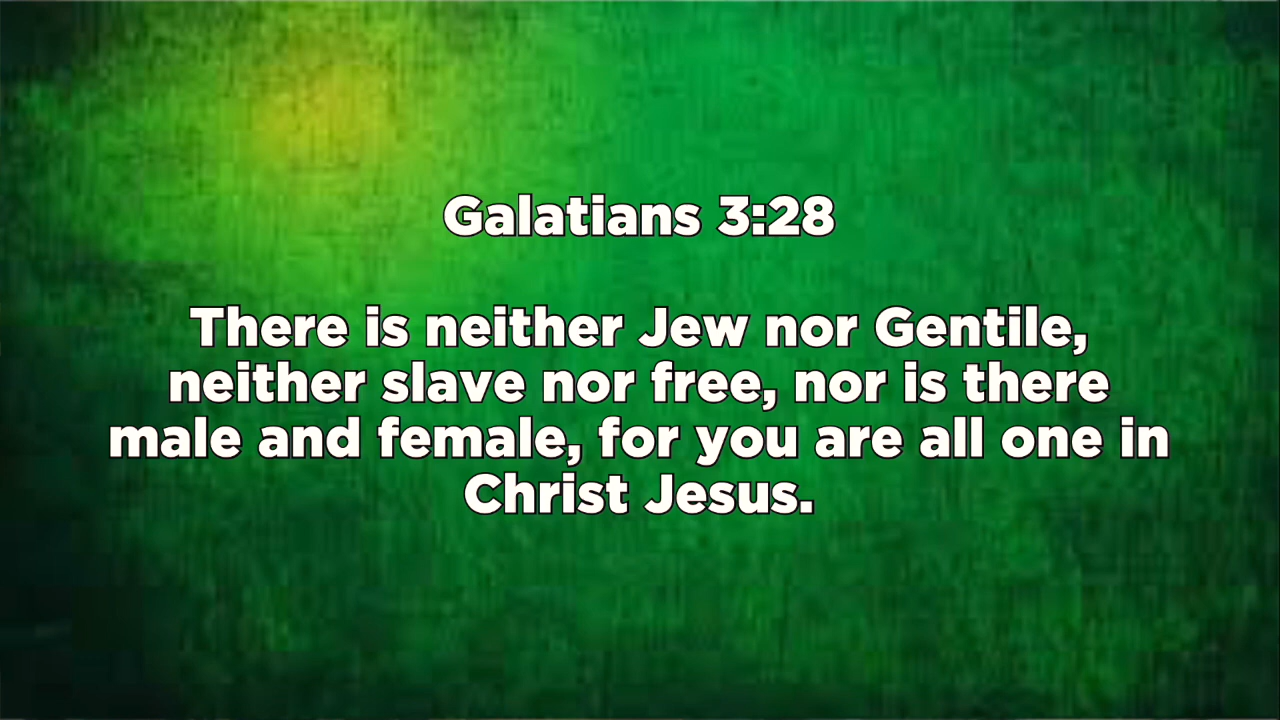 Galatians 3:28
There is neither Jew nor Gentile,
neither slave nor free, nor is there
male and female, for you are all one in
Christ Jesus.